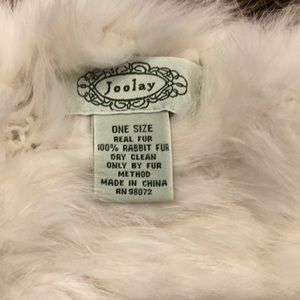 Joolay
ONE SIZE
REAL FUR
100% RABBIT FUR
DRY CLEAN
ONLY BY FUR
METHOD
MADE IN CHINA
RN 98072